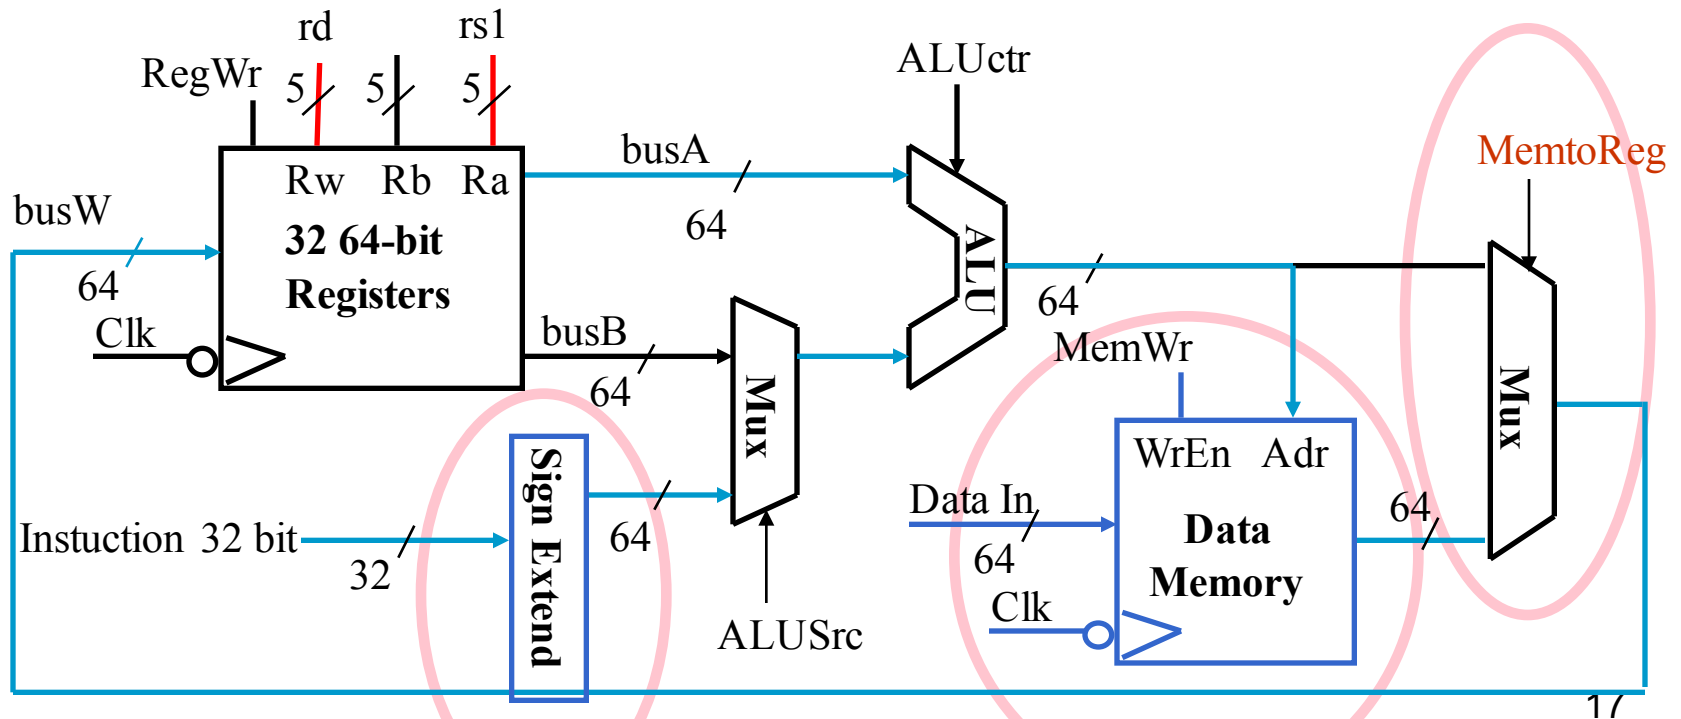 rd
rs1
RegWr
5
5
5
ALUctr
busA
64
MemtoReg
Rw Rb Ra
busW
64
32 64-bit
Registers
Clk
ALU
64
busB
64
Mux
MemWr
Mux
WrEn Adr
Sign Extend
64
Data In
64
Data
Memory
64
Instuction 32 bit
32
Clk
ALUSrc
17